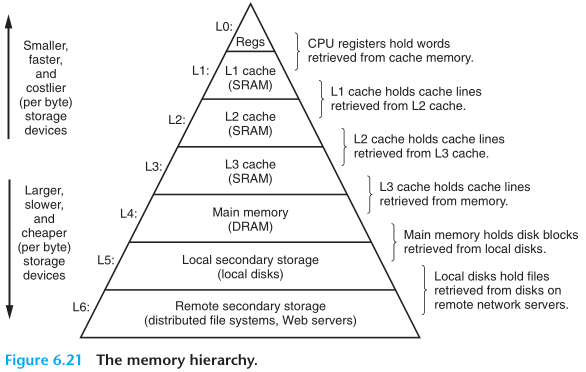 Smaller,
faster,
and
costlier
(per byte)
storage
devices
Larger,
slower,
and
cheaper
(per byte)
storage
devices
L0:
Regs
CPU registers hold words
retrieved from cache memory.
L1:
L1 cache
(SRAM)
L1 cache holds cache lines
retrieved from L2 cache.
L2:
L2 cache
(SRAM)
L2 cache holds cache lines
retrieved from L3 cache.
L3:
L3 cache
(SRAM)
L3 cache holds cache lines
retrieved from memory.
L4:
Main memory
(DRAM)
Main memory holds disk blocks
retrieved from local disks.
L5:
Local secondary storage
(local disks)
Local disks hold files
retrieved from disks on
remote network servers.
L6:
Remote secondary storage
(distributed file systems, Web servers)
Figure 6.21 The memory hierarchy.